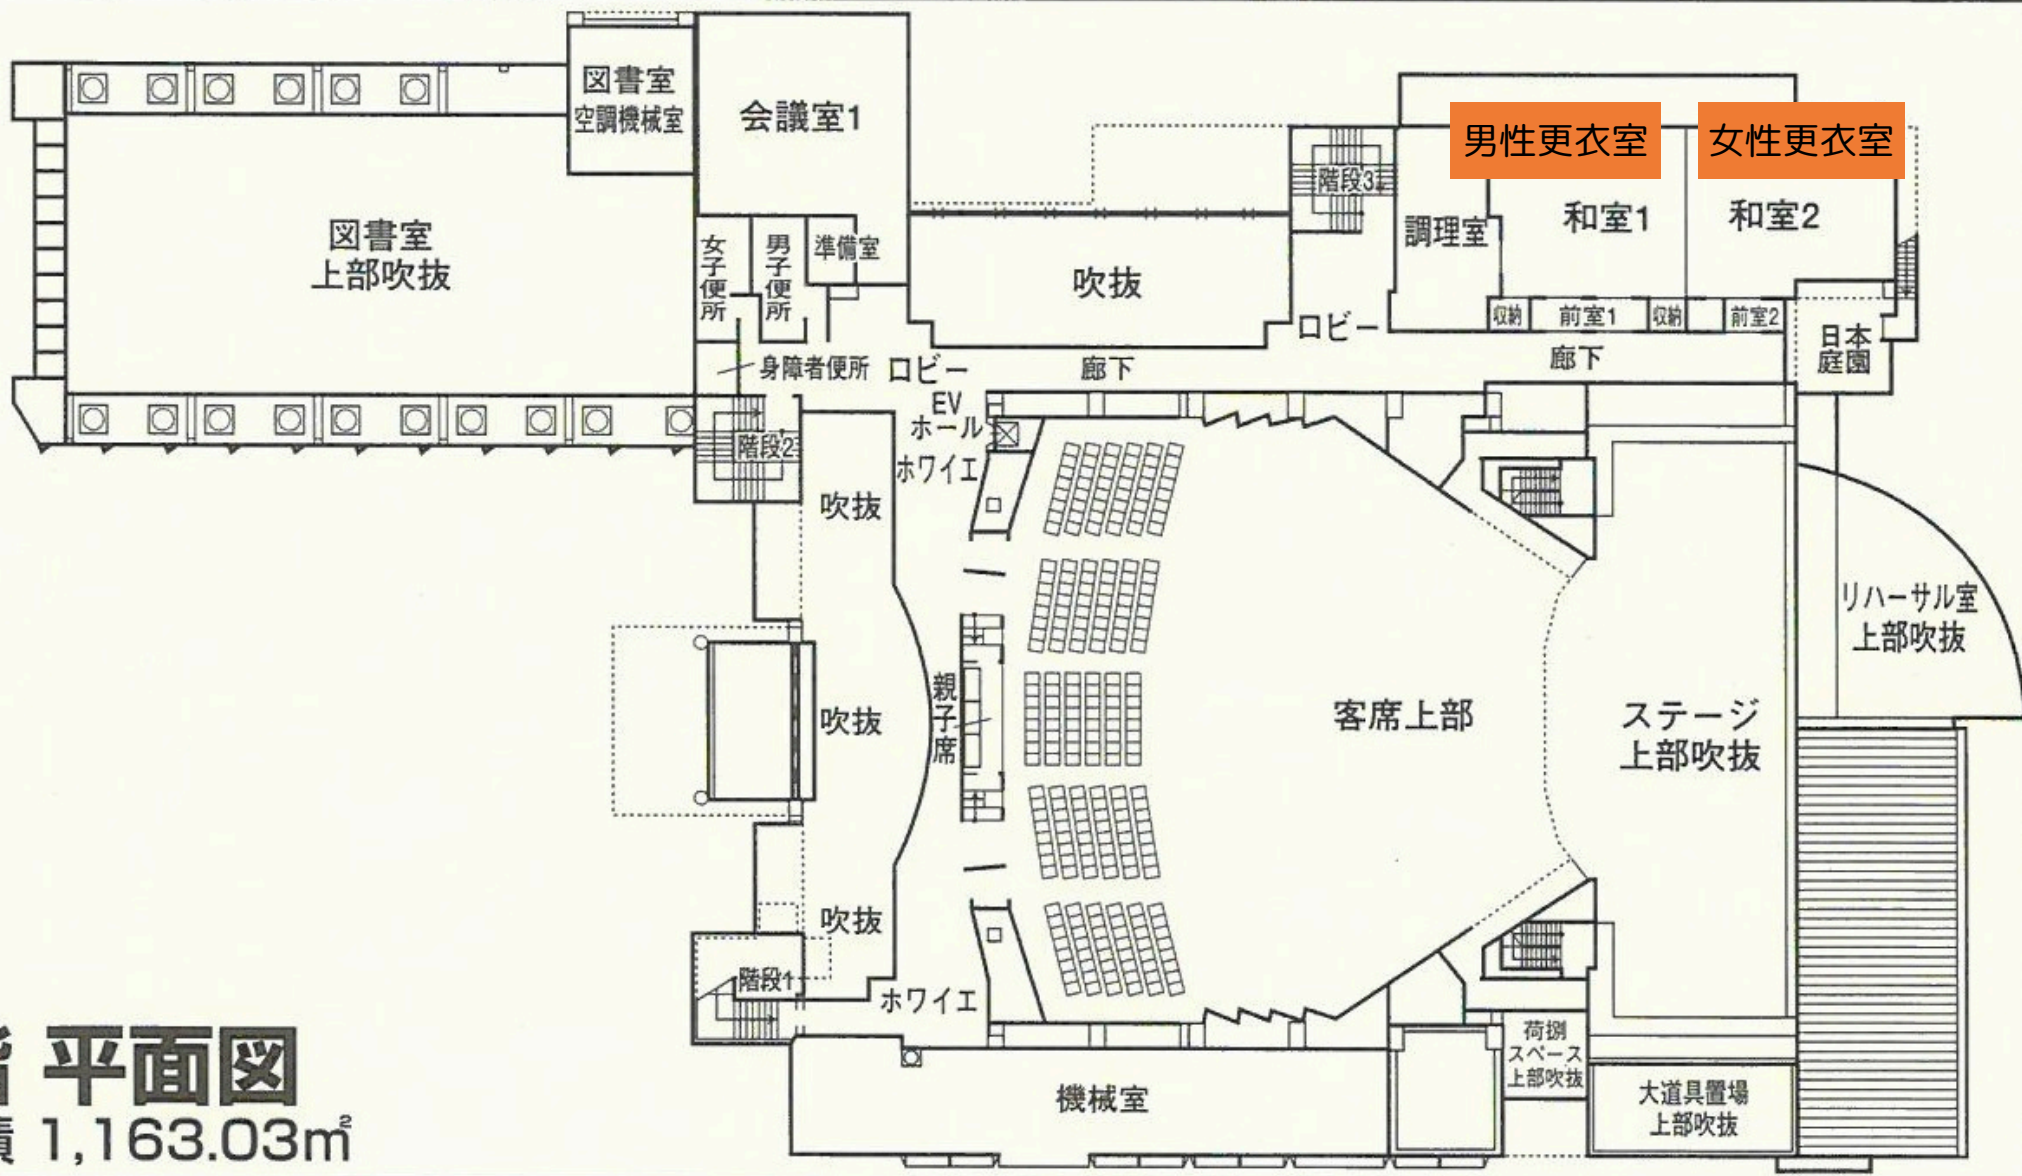 図書室
空調機械室
会議室1
男性更衣室
女性更衣室
階段3
調理室
和室1
和室2
図書室
上部吹抜
女子便所
男子便所
準備室
吹抜
ロビー
収納
前室1
収納
前室2
日本
庭園
身障者便所
ロビー
廊下
廊下
EV
ホール
階段2
ホワイエ
吹抜
リハーサル室
上部吹抜
吹抜
親子席
客席上部
ステージ
上部吹抜
吹抜
階段1
ホワイエ
荷捌
スペース
上部吹抜
機械室
大道具置場
上部吹抜
階 平面図
積 1,163.03㎡